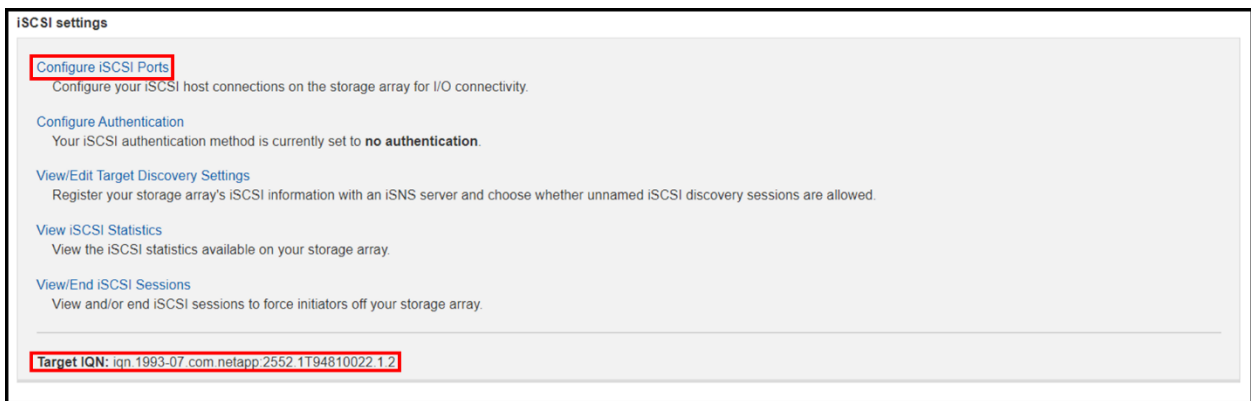 iSCSI settings
Configure iSCSI Ports
Configure your iSCSI host connections on the storage array for I/O connectivity.
Configure Authentication
Your iSCSI authentication method is currently set to no authentication.
View/Edit Target Discovery Settings
Register your storage array's iSCSI information with an iSNS server and choose whether unnamed iSCSI discovery sessions are allowed.
View iSCSI Statistics
View the iSCSI statistics available on your storage array.
View/End iSCSI Sessions
View and/or end iSCSI sessions to force initiators off your storage array.
Target IQN: iqn.1993-07.com.netapp:2552.1T94810022.1.2